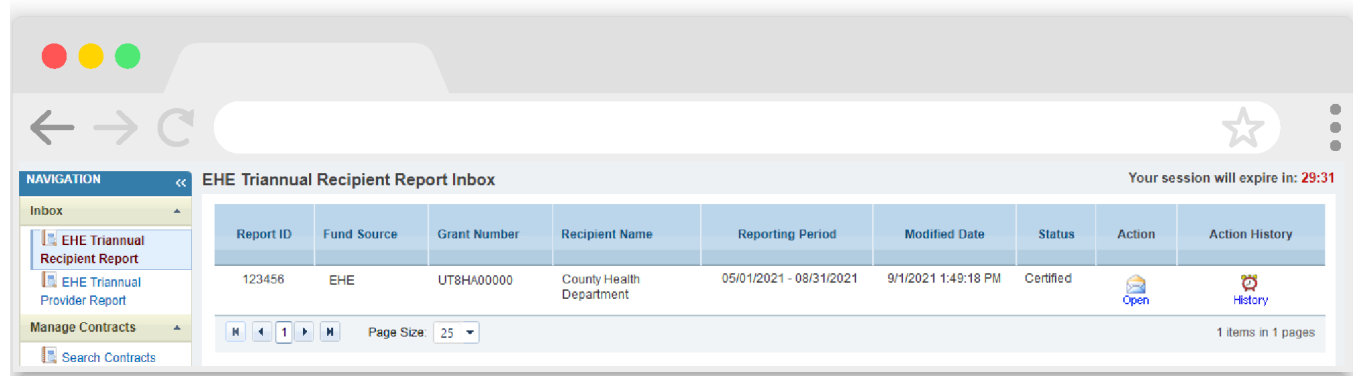 NAVIGATION «
EHE Triannual Recipient Report Inbox
Your session will expire in: 29:31
Inbox
EHE Triannual
Recipient Report
EHE Triannual
Provider Report
Manage Contracts
Search Contracts
Report ID Fund Source Grant Number Recipient Name Reporting Period Modified Date Status Action Action History
123456 EHE UT8HA00000 County Health 05/01/2021 - 08/31/2021 9/1/2021 1:49:18 PM Certified
Department
Open History
1 Page Size: 25 1 items in 1 pages